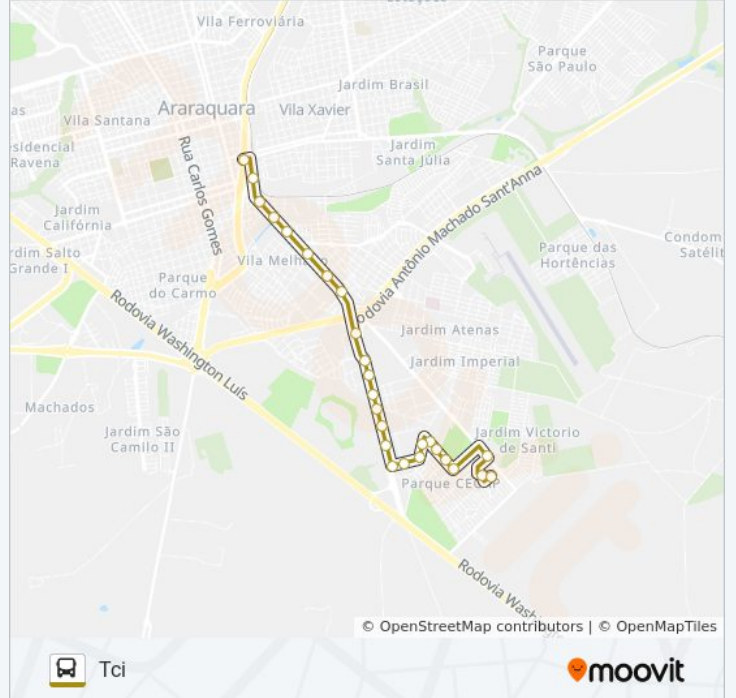 Vila Ferroviária
Parque
São Paulo
Jardim Brasil
Araraquara
Vila Xavier
as
Vila Santana
Jardim
Santa Júlia
esidencial
Ravena
Rua Carlos Gomes
Rodovia Antônio Machado Sant'Anna
Jardim
Califórnia
Parque das
Hortências
Condom
Satélit
rdim Salto
Grande I
Vila Melha
Parque
do Carmo
Rodovia Washington Luís
Jardim Atenas
Jardim Imperial
Machados
Jardim São
Camilo II
Jardim Victorio
de Santi
Parque CECAP
Rodovia Wash
© OpenStreetMap contributors | © OpenMapTiles
Tci
moovit